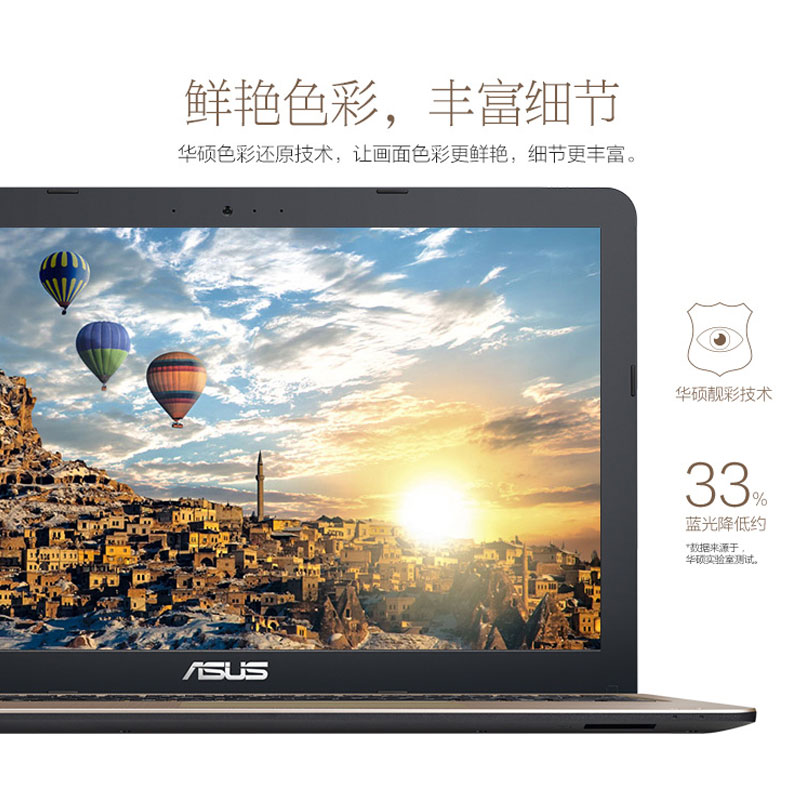 鲜艳色彩，丰富细节
华硕色彩还原技术，让画面色彩更鲜艳，细节更丰富。
华硕靓彩技术
33%
蓝光降低约
*数据来源于，
华硕实验室测试。
ASUS